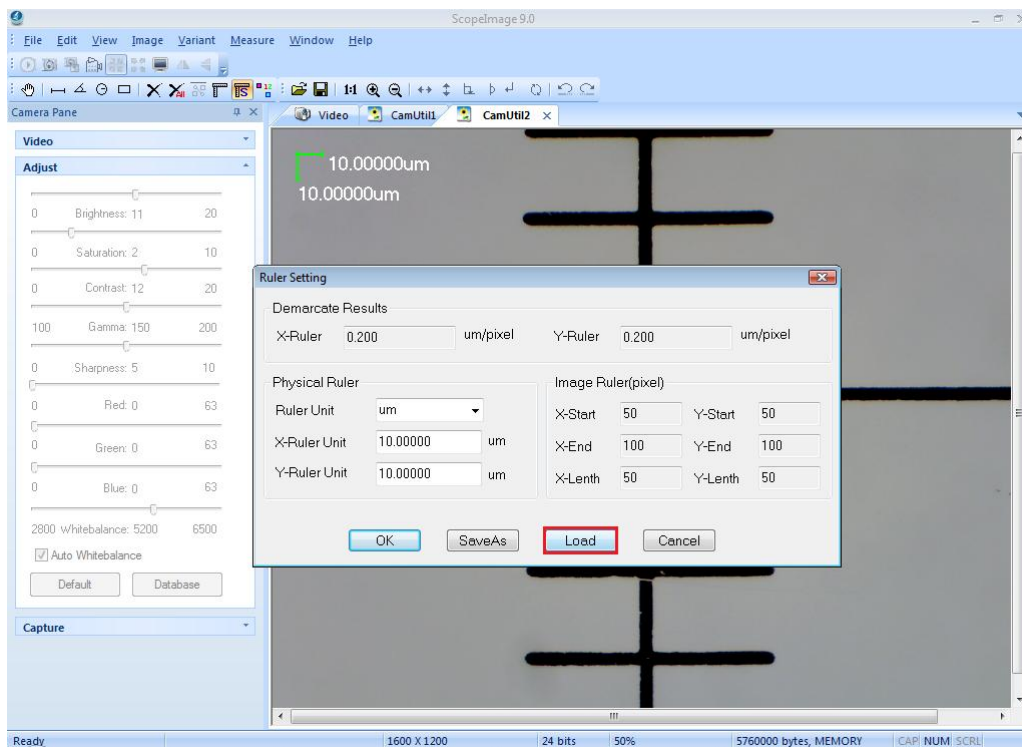 ScopeImage 9.0
File Edit View Image Variant Measure Window Help
1:1
Camera Pane
Video CamUtil1 CamUtil2
Video
Adjust
0 Brightness: 11 20
0 Saturation: 2 10
0 Contrast: 12 20
100 Gamma: 150 200
0 Sharpness: 5 10
0 Red: 0 63
0 Green: 0 63
0 Blue: 0 63
2800 Whitebalance: 5200 6500
Auto Whitebalance
Default Database
Capture
10.00000um
10.00000um
Ruler Setting
Demarcate Results
X-Ruler 0.200 um/pixel Y-Ruler 0.200 um/pixel
Physical Ruler
Ruler Unit um
X-Ruler Unit 10.00000 um
Y-Ruler Unit 10.00000 um
Image Ruler(pixel)
X-Start 50 Y-Start 50
X-End 100 Y-End 100
X-Lenth 50 Y-Lenth 50
OK SaveAs Load Cancel
Ready 1600 X 1200 24 bits 50% 5760000 bytes, MEMORY CAP NUM SCRL